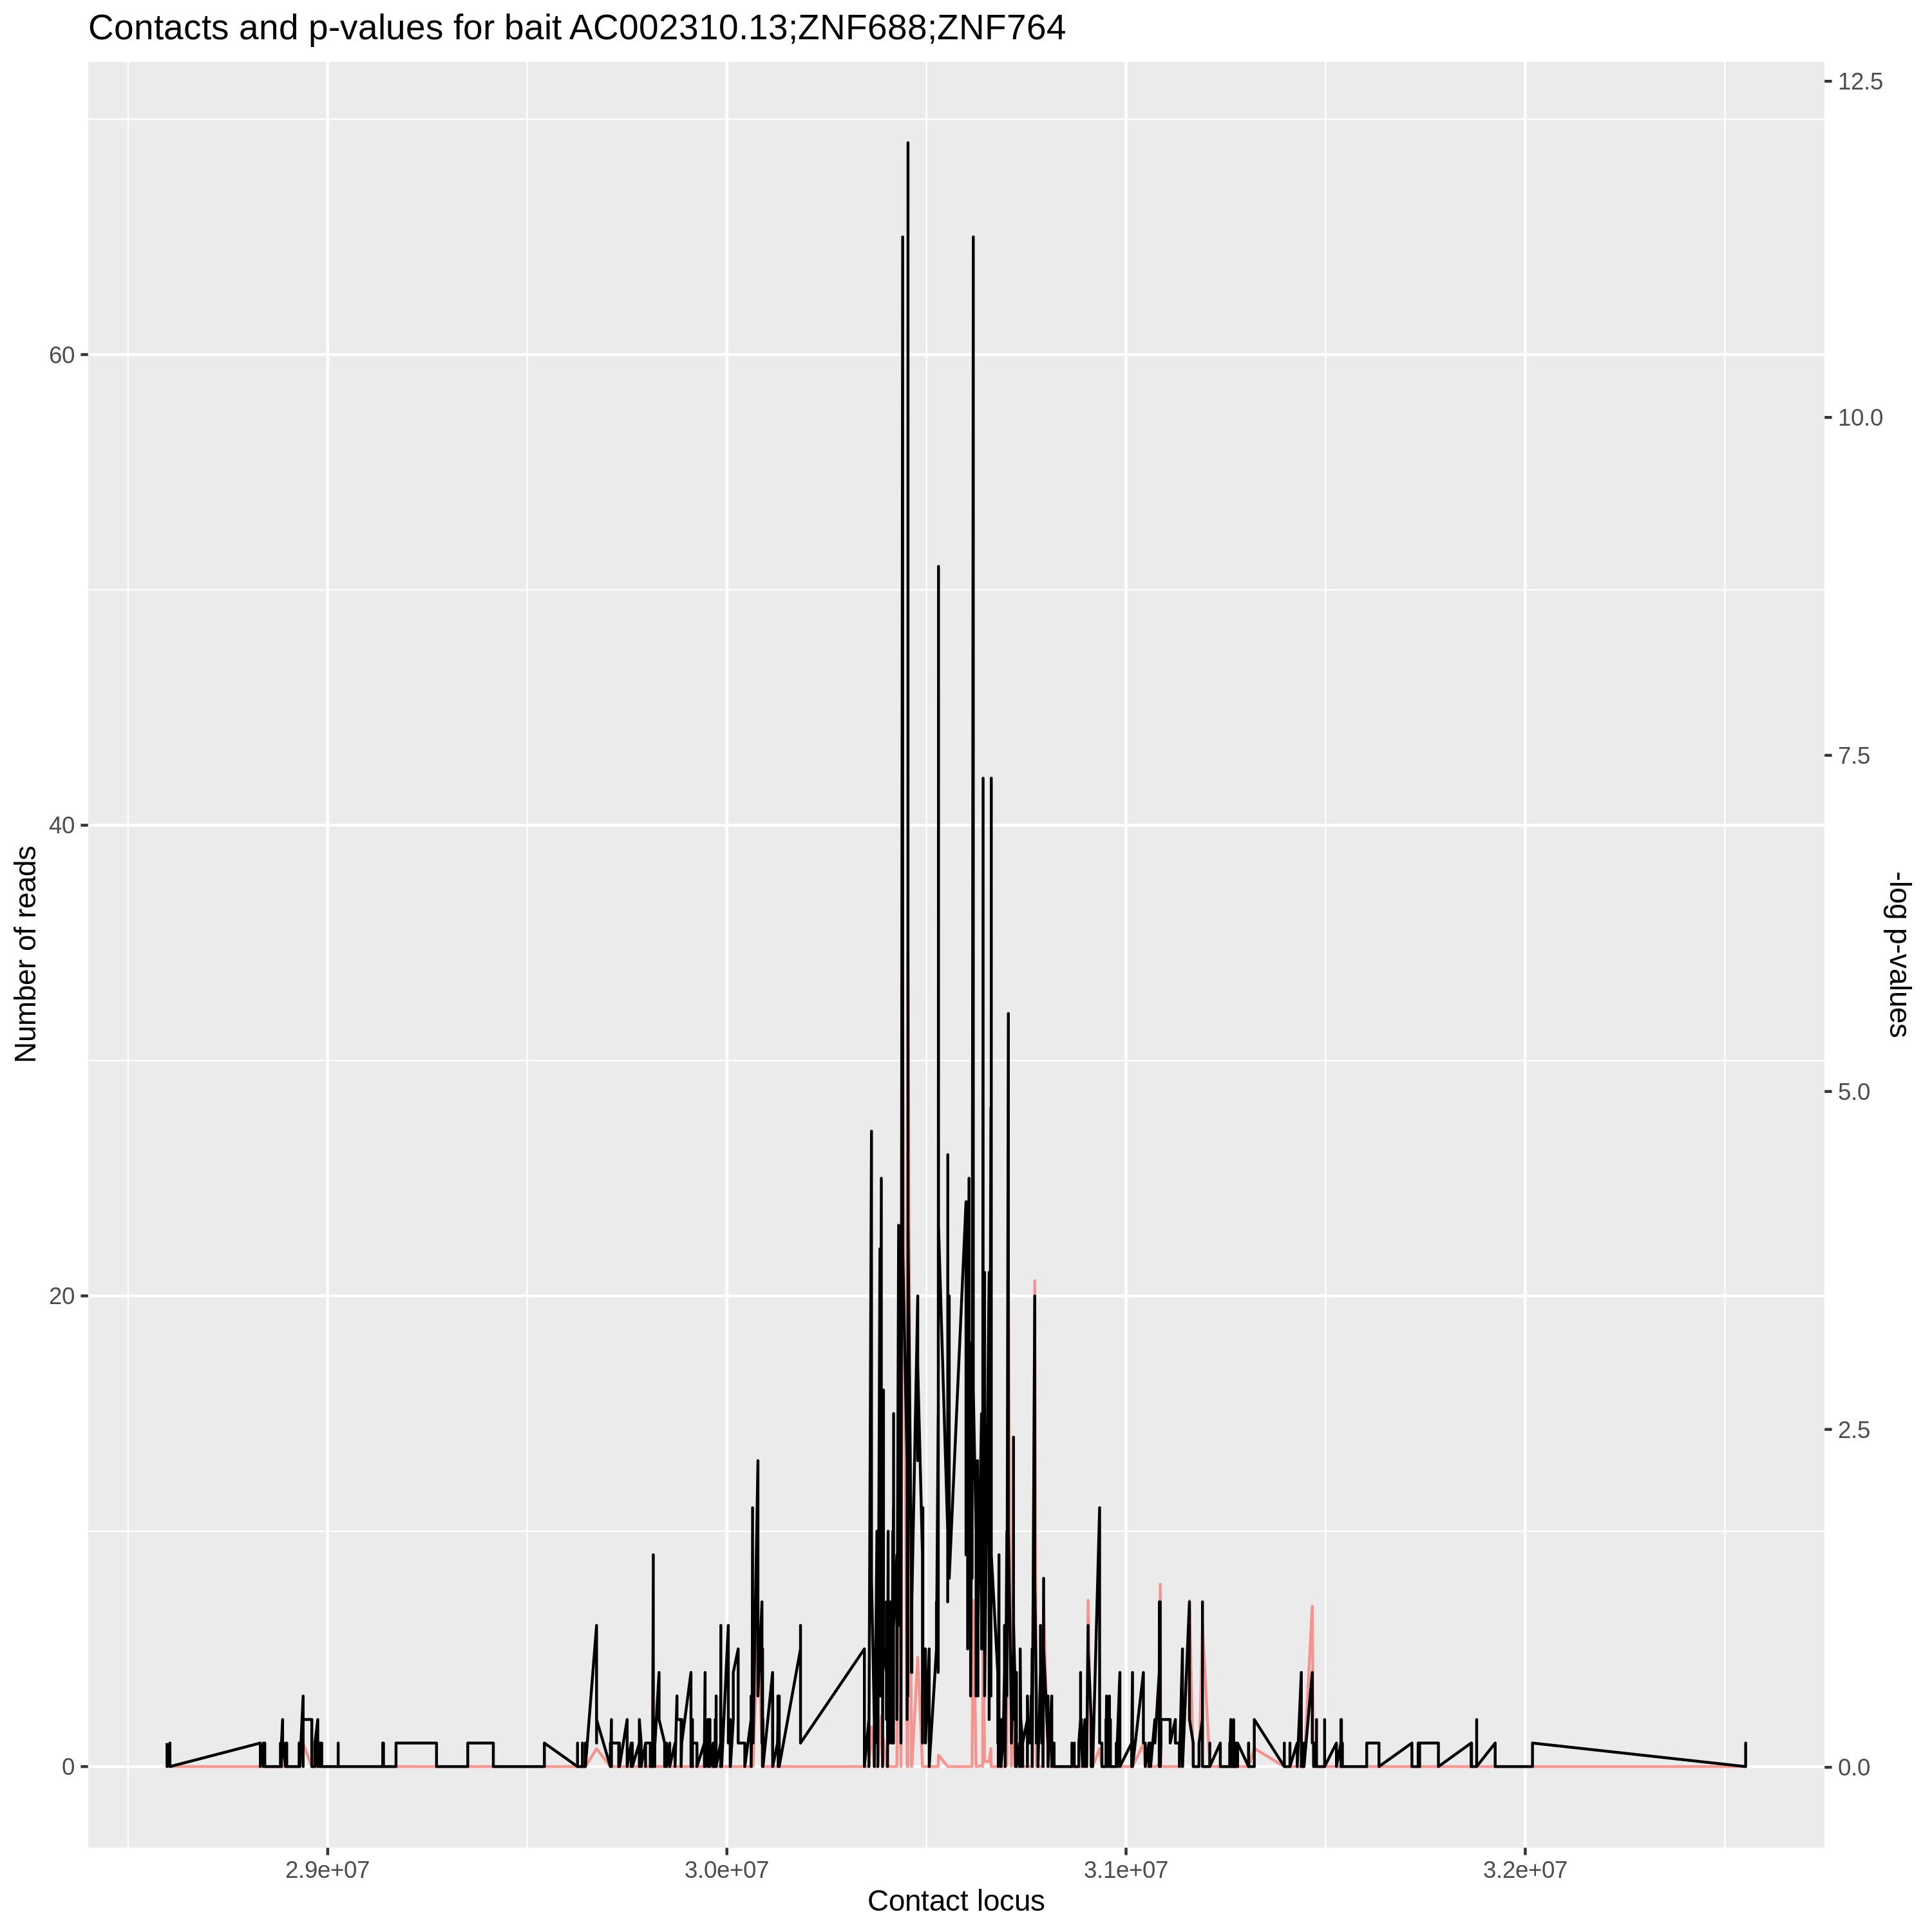 Contacts and p-values for bait AC002310.13;ZNF688;ZNF764
12.5
60
10.0
7.5
40
Number of reads
-log p-values
5.0
20
2.5
0
0.0
2.9e+07
3.0e+07
3.1e+07
3.2e+07
Contact locus